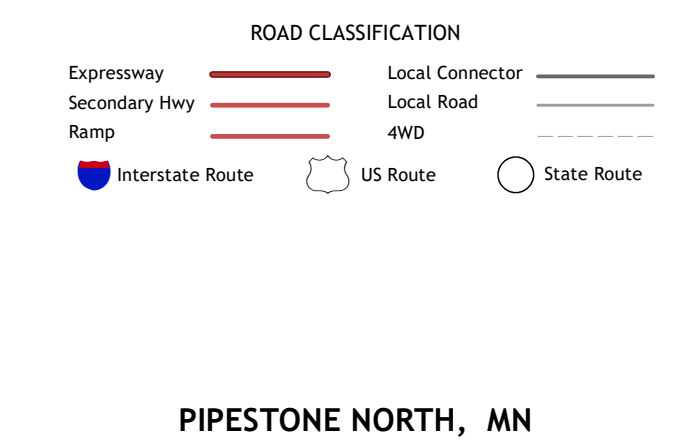 ROAD CLASSIFICATION
Expressway
Local Connector
Secondary Hwy
Local Road
Ramp
4WD
Interstate Route
US Route
State Route
PIPESTONE NORTH, MN